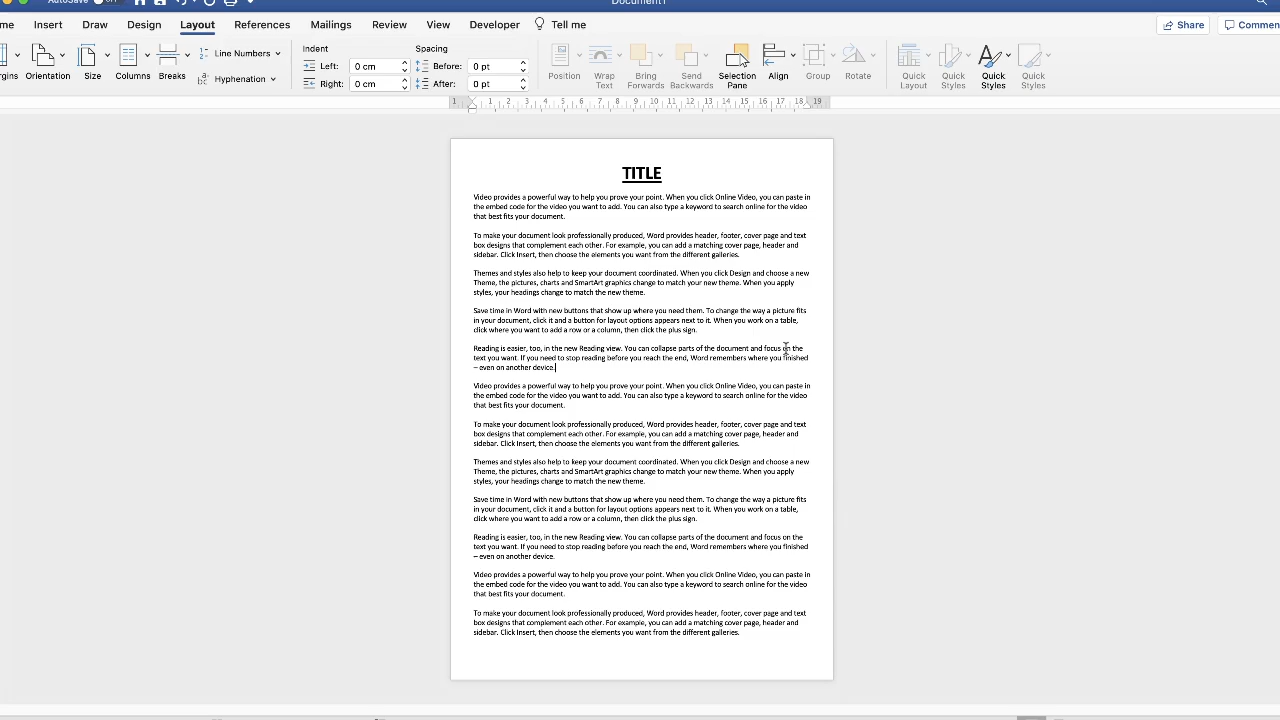 AutoSave
Document1
me Insert Draw Design Layout References Mailings Review View Developer Tell me Share Commen
Indent Spacing
Line Numbers
Left: 0 cm Before: 0 pt
Hyphenation
Right: 0 cm After: 0 pt
rgins Orientation Size Columns Breaks Position Wrap Text Bring Forwards Send Backwards Selection Pane Align Group Rotate Quick Layout Quick Styles Quick Styles Quick Styles
1 1 2 3 4 5 6 7 8 9 10 11 12 13 14 15 16 17 18 19
TITLE
Video provides a powerful way to help you prove your point. When you click Online Video, you can paste in
the embed code for the video you want to add. You can also type a keyword to search online for the video
that best fits your document.
To make your document look professionally produced, Word provides header, footer, cover page and text
box designs that complement each other. For example, you can add a matching cover page, header and
sidebar. Click Insert, then choose the elements you want from the different galleries.
Themes and styles also help to keep your document coordinated. When you click Design and choose a new
Theme, the pictures, charts and SmartArt graphics change to match your new theme. When you apply
styles, your headings change to match the new theme.
Save time in Word with new buttons that show up where you need them. To change the way a picture fits
in your document, click it and a button for layout options appears next to it. When you work on a table,
click where you want to add a row or a column, then click the plus sign.
Reading is easier, too, in the new Reading view. You can collapse parts of the document and focus on the
text you want. If you need to stop reading before you reach the end, Word remembers where you finished
– even on another device.
Video provides a powerful way to help you prove your point. When you click Online Video, you can paste in
the embed code for the video you want to add. You can also type a keyword to search online for the video
that best fits your document.
To make your document look professionally produced, Word provides header, footer, cover page and text
box designs that complement each other. For example, you can add a matching cover page, header and
sidebar. Click Insert, then choose the elements you want from the different galleries.
Themes and styles also help to keep your document coordinated. When you click Design and choose a new
Theme, the pictures, charts and SmartArt graphics change to match your new theme. When you apply
styles, your headings change to match the new theme.
Save time in Word with new buttons that show up where you need them. To change the way a picture fits
in your document, click it and a button for layout options appears next to it. When you work on a table,
click where you want to add a row or a column, then click the plus sign.
Reading is easier, too, in the new Reading view. You can collapse parts of the document and focus on the
text you want. If you need to stop reading before you reach the end, Word remembers where you finished
– even on another device.
Video provides a powerful way to help you prove your point. When you click Online Video, you can paste in
the embed code for the video you want to add. You can also type a keyword to search online for the video
that best fits your document.
To make your document look professionally produced, Word provides header, footer, cover page and text
box designs that complement each other. For example, you can add a matching cover page, header and
sidebar. Click Insert, then choose the elements you want from the different galleries.